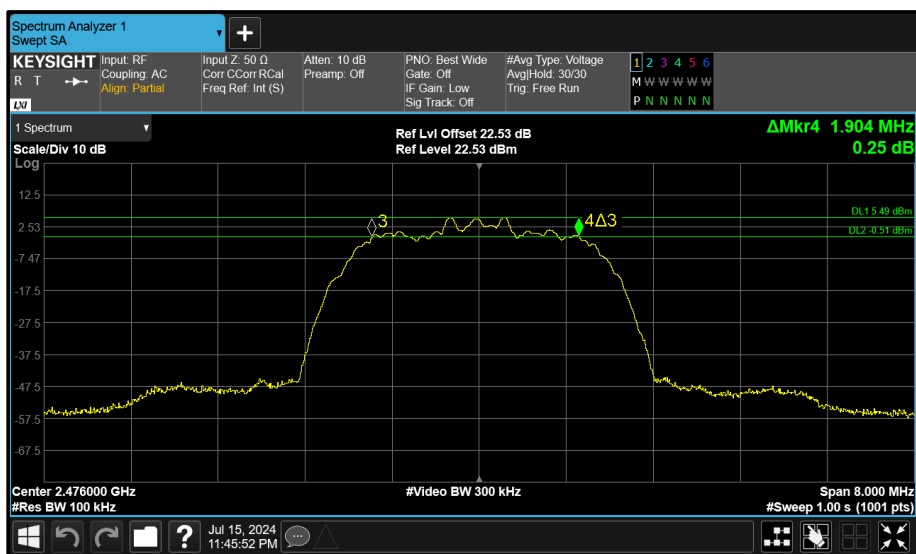 Spectrum Analyzer 1
Swept SA
KEYSIGHT
R T
LXI
Input: RF
Coupling: AC
Align: Partial
Input Z: 50 Ω
Corr CCorr RCal
Freq Ref: Int (S)
Atten: 10 dB
Preamp: Off
PNO: Best Wide
Gate: Off
IF Gain: Low
Sig Track: Off
#Avg Type: Voltage
Avg|Hold: 30/30
Trig: Free Run
1 2 3 4 5 6
M W W W W W
P N N N N N
1 Spectrum
Scale/Div 10 dB
Log
Ref Lvl Offset 22.53 dB
Ref Level 22.53 dBm
ΔMkr4 1.904 MHz
0.25 dB
12.5
2.53
-7.47
-17.5
-27.5
-37.5
-47.5
-57.5
-67.5
3
4Δ3
DL1 5.49 dBm
DL2 -0.51 dBm
Center 2.476000 GHz
#Res BW 100 kHz
#Video BW 300 kHz
Span 8.000 MHz
#Sweep 1.00 s (1001 pts)
?
Jul 15, 2024
11:45:52 PM